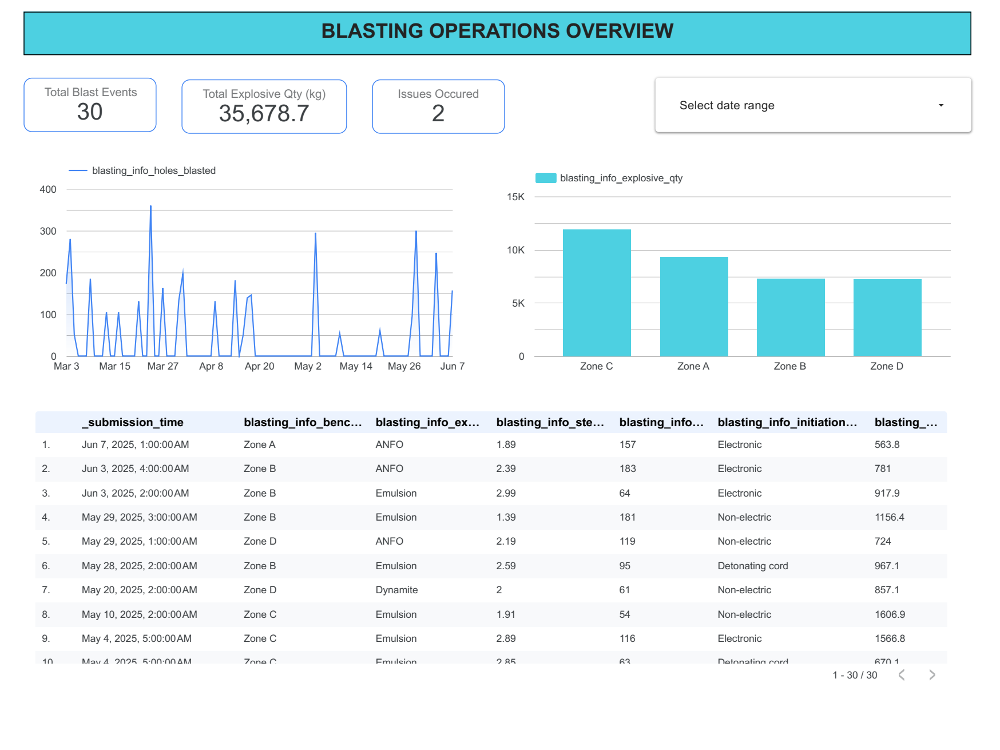 BLASTING OPERATIONS OVERVIEW
Total Blast Events
30
Total Explosive Qty (kg)
35,678.7
Issues Occured
2
Select date range
blasting_info_holes_blasted
400
300
200
100
0
Mar 3 Mar 15 Mar 27 Apr 8 Apr 20 May 2 May 14 May 26 Jun 7
blasting_info_explosive_qty
15K
10K
5K
0
Zone C Zone A Zone B Zone D
_submission_time blasting_info_benc... blasting_info_ex... blasting_info_ste... blasting_info... blasting_info_initiation... blasting_...
1. Jun 7, 2025, 1:00:00 AM Zone A ANFO 1.89 157 Electronic 563.8
2. Jun 3, 2025, 4:00:00 AM Zone B ANFO 2.39 183 Electronic 781
3. Jun 3, 2025, 2:00:00 AM Zone B Emulsion 2.99 64 Electronic 917.9
4. May 29, 2025, 3:00:00 AM Zone B Emulsion 1.39 181 Non-electric 1156.4
5. May 29, 2025, 1:00:00 AM Zone D ANFO 2.19 119 Non-electric 724
6. May 28, 2025, 2:00:00 AM Zone B Emulsion 2.59 95 Detonating cord 967.1
7. May 20, 2025, 2:00:00 AM Zone D Dynamite 2 61 Non-electric 857.1
8. May 10, 2025, 2:00:00 AM Zone C Emulsion 1.91 54 Non-electric 1606.9
9. May 4, 2025, 5:00:00 AM Zone C Emulsion 2.89 116 Electronic 1566.8
10. May 4, 2025, 5:00:00 AM Zone C Emulsion 2.85 63 Detonating cord 670.1
1 - 30 / 30